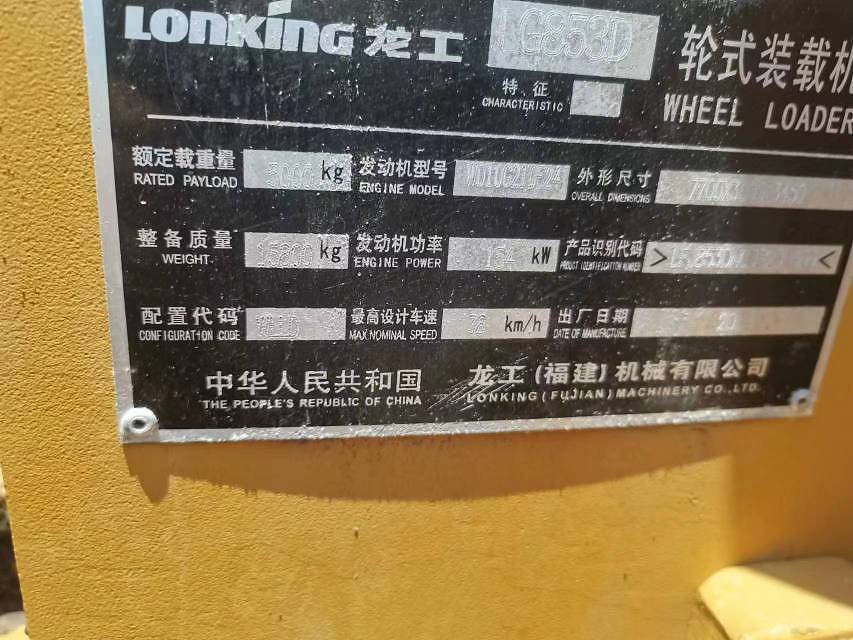 LONKING 龙工 LG853D 轮式装载机
特征
CHARACTERISTIC
WHEEL LOADER
额定载重量 kg 发动机型号 外形尺寸
RATED PAYLOAD ENGINE MODEL OVERALL DIMENSIONS
整备质量 kg 发动机功率 kW 产品识别代码 > <
WEIGHT ENGINE POWER PRODUCT IDENTIFICATION NUMBER
配置代码 最高设计车速 38 km/h 出厂日期
CONFIGURATION CODE MAX NOMINAL SPEED DATE OF MANUFACTURE
中华人民共和国 龙工(福建)机械有限公司
THE PEOPLE'S REPUBLIC OF CHINA LONKING(FUJIAN)MACHINERY CO.,LTD.